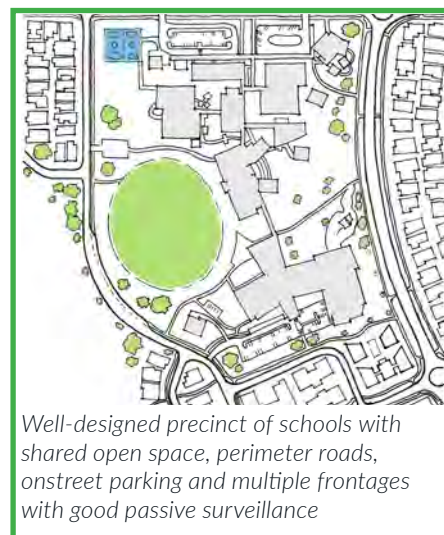 Well-designed precinct of schools with
shared open space, perimeter roads,
onstreet parking and multiple frontages
with good passive surveillance